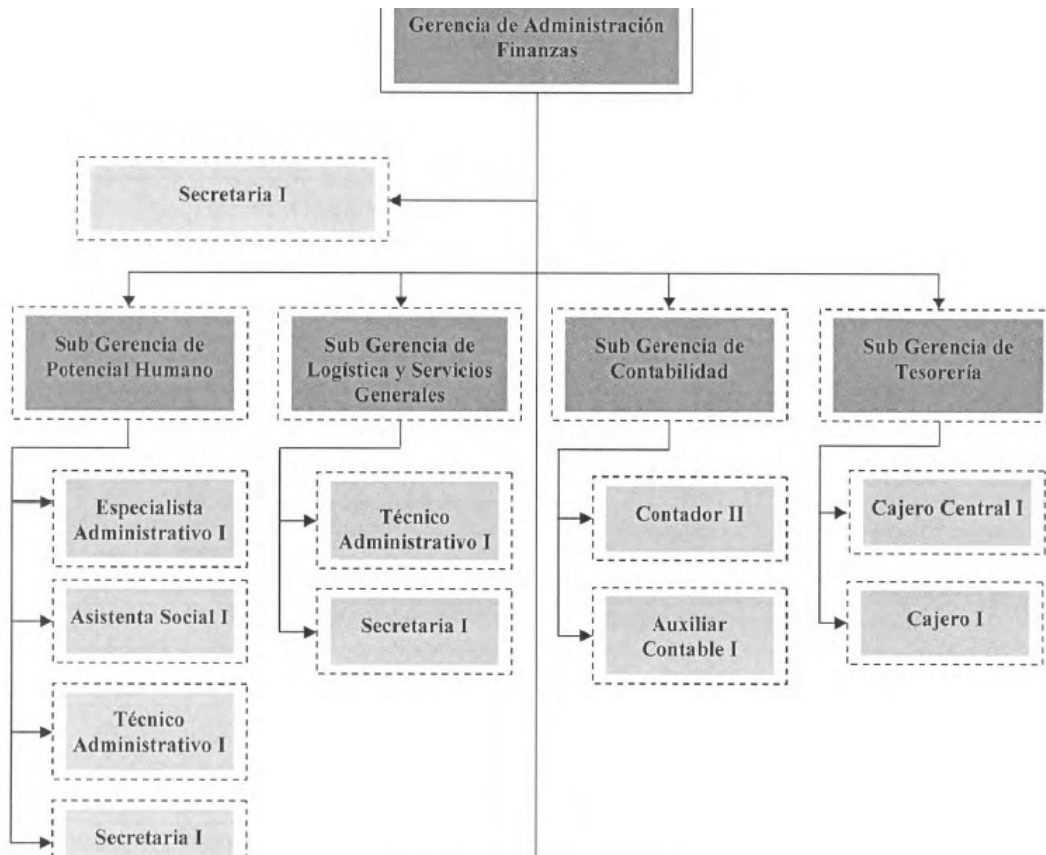 Gerencia de Administración
Finanzas
Secretaria I
Sub Gerencia de
Potencial Humano
Sub Gerencia de
Logística y Servicios
Generales
Sub Gerencia de
Contabilidad
Sub Gerencia de
Tesorería
Especialista
Administrativo I
Asistenta Social I
Técnico
Administrativo I
Secretaria I
Técnico
Administrativo I
Secretaria I
Contador II
Auxiliar
Contable I
Cajero Central I
Cajero I